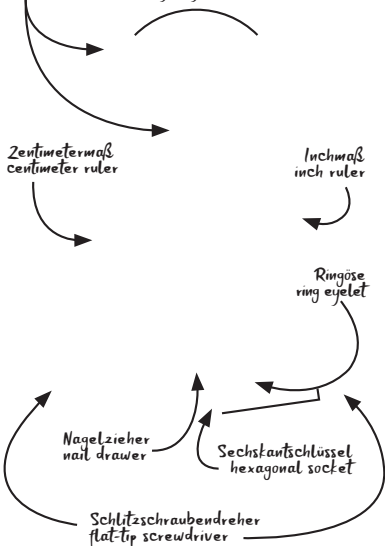 Zentimetermaß
centimeter ruler
Inchmaß
inch ruler
Ringöse
ring eyelet
Nagelzieher
nail drawer
Sechskantschlüssel
hexagonal socket
Schlitzschraubendreher
flat-tip screwdriver